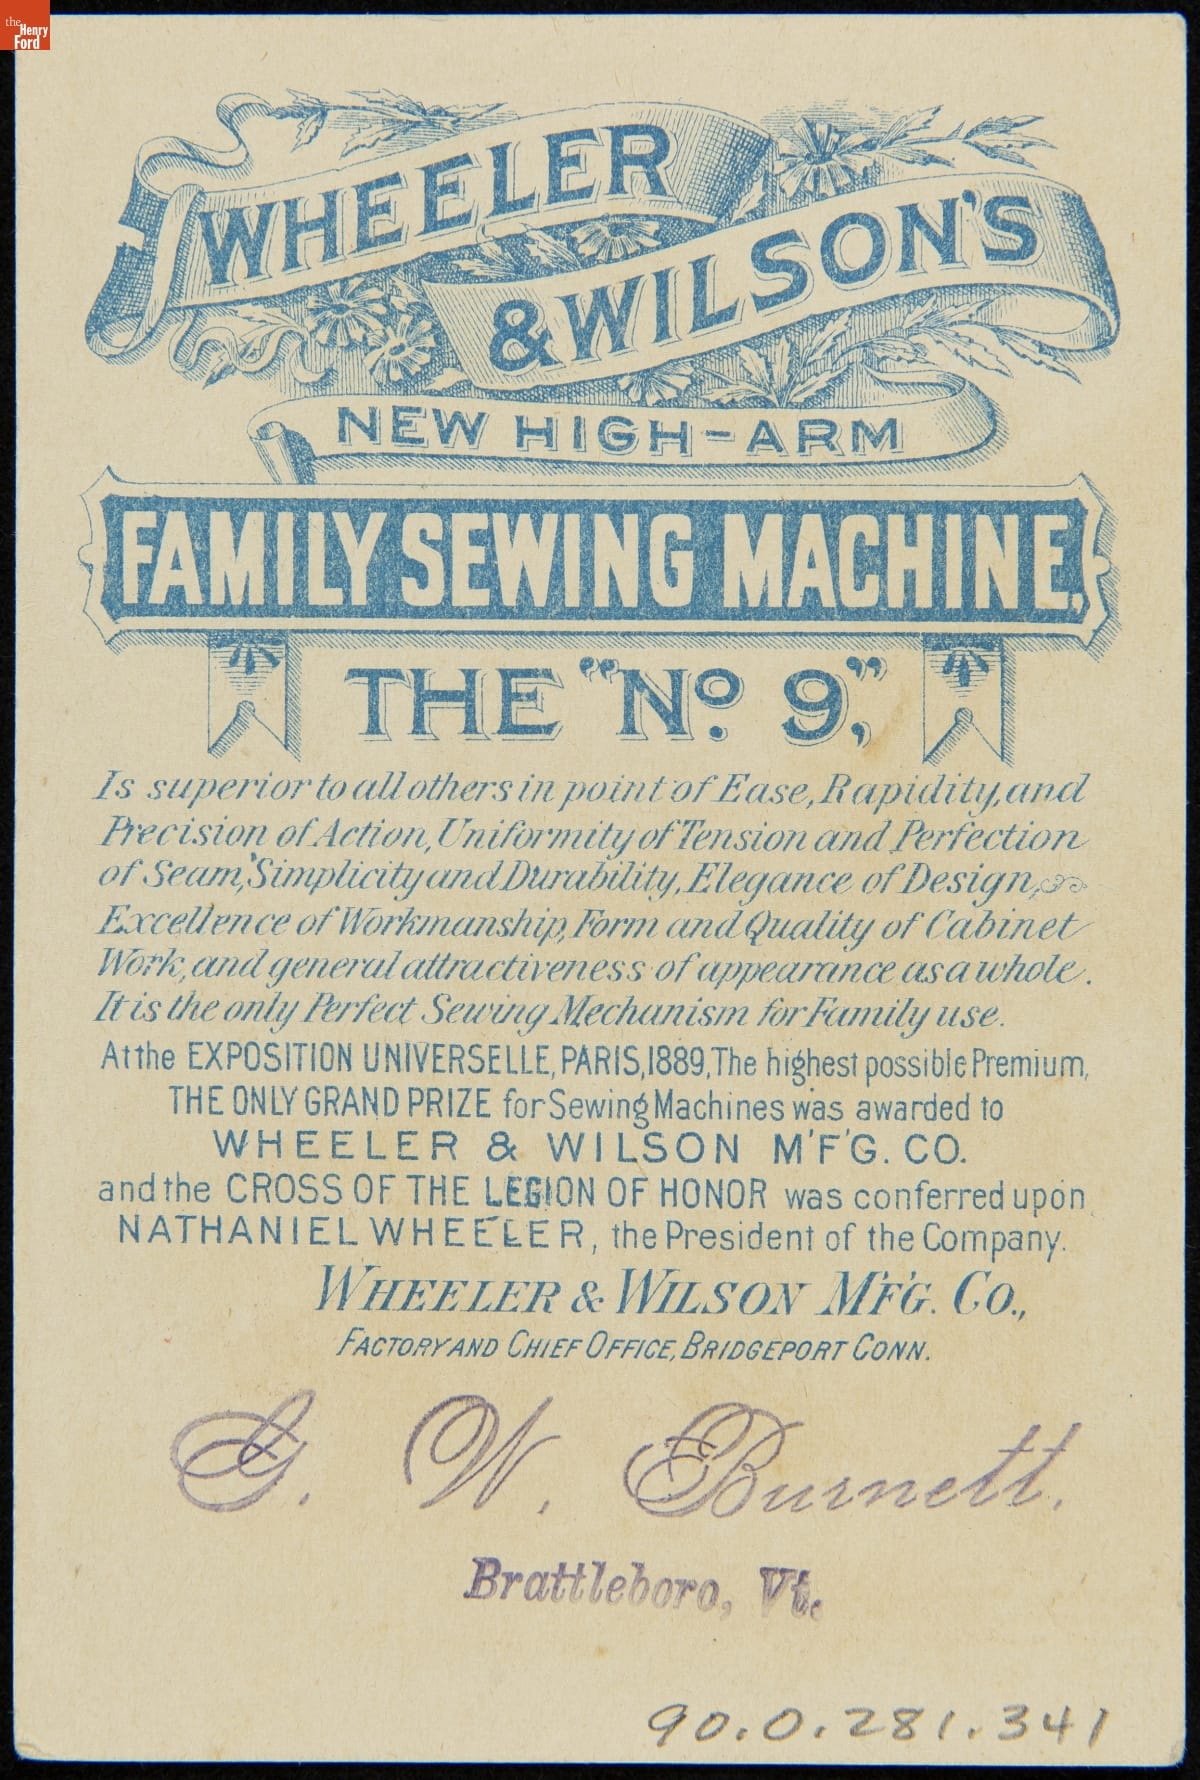 the
Henry
Ford
WHEELER
& WILSON'S
NEW HIGH-ARM
FAMILY SEWING MACHINE.
THE "No. 9,"
Is superior to all others in point of Ease, Rapidity, and
Precision of Action, Uniformity of Tension and Perfection
of Seam, Simplicity and Durability, Elegance of Design,
Excellence of Workmanship, Form and Quality of Cabinet
Work, and general attractiveness of appearance as a whole.
It is the only Perfect Sewing Mechanism for Family use.
At the EXPOSITION UNIVERSELLE, PARIS, 1889, The highest possible Premium,
THE ONLY GRAND PRIZE for Sewing Machines was awarded to
WHEELER & WILSON M'F'G. CO.
and the CROSS OF THE LEGION OF HONOR was conferred upon
NATHANIEL WHEELER, the President of the Company.
WHEELER & WILSON M'F'G. CO.,
FACTORY AND CHIEF OFFICE, BRIDGEPORT CONN.
G. W. Burnett.
Brattleboro, Vt.
90.0.281.341